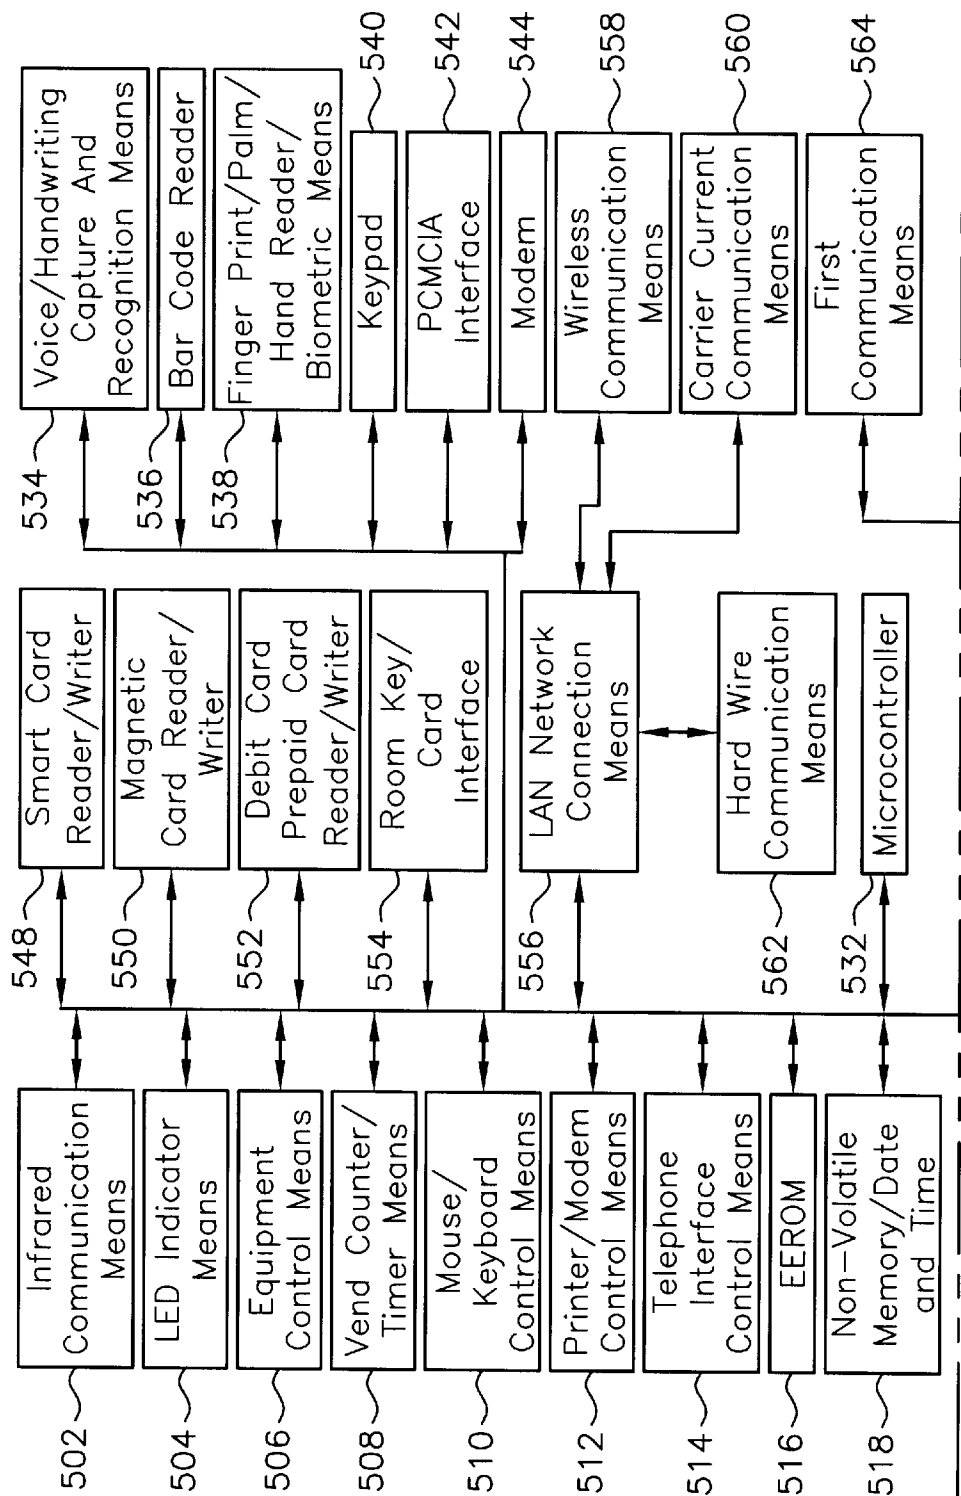 534
Voice/Handwriting
Capture And
Recognition Means
536
Bar Code Reader
538
Finger Print/Palm/
Hand Reader/
Biometric Means
Keypad
540
PCMCIA
Interface
542
Modem
544
Wireless
Communication
Means
558
Carrier Current
Communication
Means
560
First
Communication
Means
564
548
Smart Card
Reader/Writer
550
Magnetic
Card Reader/
Writer
552
Debit Card
Prepaid Card
Reader/Writer
554
Room Key/
Card
Interface
556
LAN Network
Connection
Means
562
Hard Wire
Communication
Means
532
Microcontroller
502
Infrared
Communication
Means
504
LED Indicator
Means
506
Equipment
Control Means
508
Vend Counter/
Timer Means
510
Mouse/
Keyboard
Control Means
512
Printer/Modem
Control Means
514
Telephone
Interface
Control Means
516
EEROM
518
Non-Volatile
Memory/Date
and Time